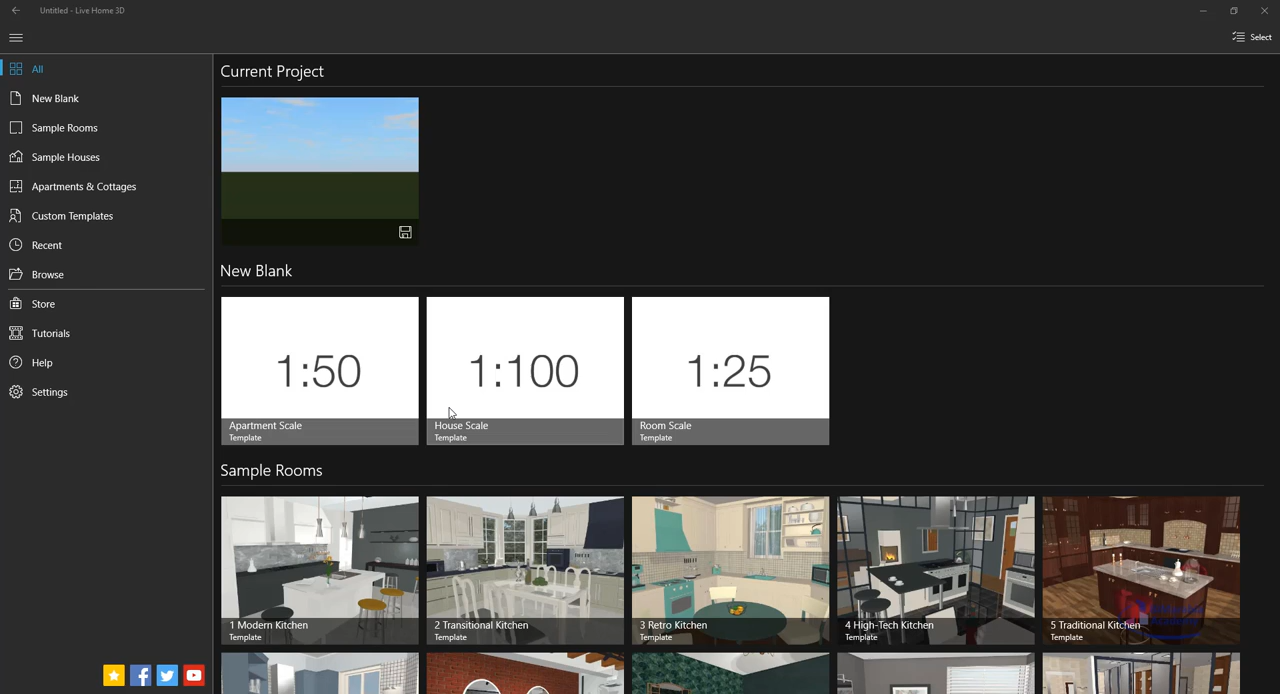 Untitled - Live Home 3D
Select
All
New Blank
Sample Rooms
Sample Houses
Apartments & Cottages
Custom Templates
Recent
Browse
Store
Tutorials
Help
Settings
Current Project
New Blank
1:50
Apartment Scale
Template
1:100
House Scale
Template
1:25
Room Scale
Template
Sample Rooms
1 Modern Kitchen
Template
2 Transitional Kitchen
Template
3 Retro Kitchen
Template
4 High-Tech Kitchen
Template
5 Traditional Kitchen
Template